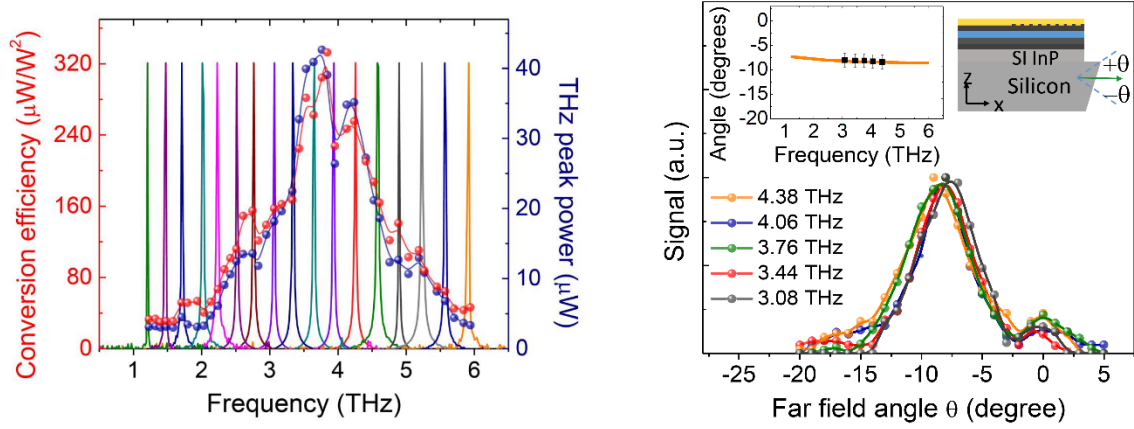 Conversion efficiency (μW/W²)
320
240
160
80
0
1 2 3 4 5 6
Frequency (THz)
40
30
20
10
0
THz peak power (μW)
Signal (a.u.)
Angle (degrees)
0
-5
-10
-15
-20
1 2 3 4 5 6
Frequency (THz)
SI InP
Silicon
Z
x
+θ
-θ
4.38 THz
4.06 THz
3.76 THz
3.44 THz
3.08 THz
-25 -20 -15 -10 -5 0 5
Far field angle θ (degree)